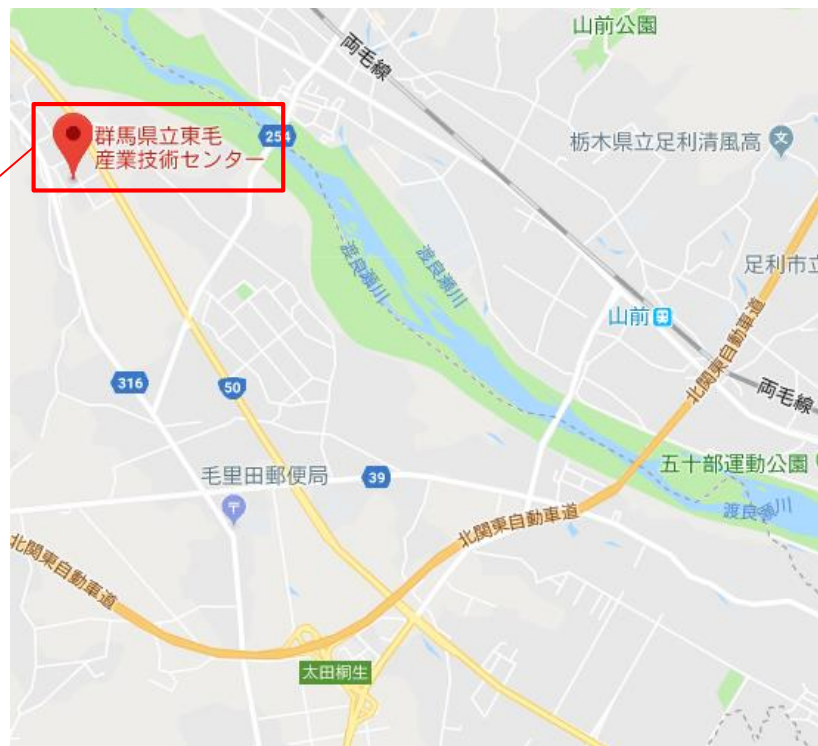 山前公園
両毛線
群馬県立東毛
産業技術センター
254
栃木県立足利清風高
文
渡良瀬川
渡良瀬川
足利市立
山前
北関東自動車道
両毛線
316
50
毛里田郵便局
39
五十部運動公園
渡良瀬川
北関東自動車道
北関東自動車道
太田桐生